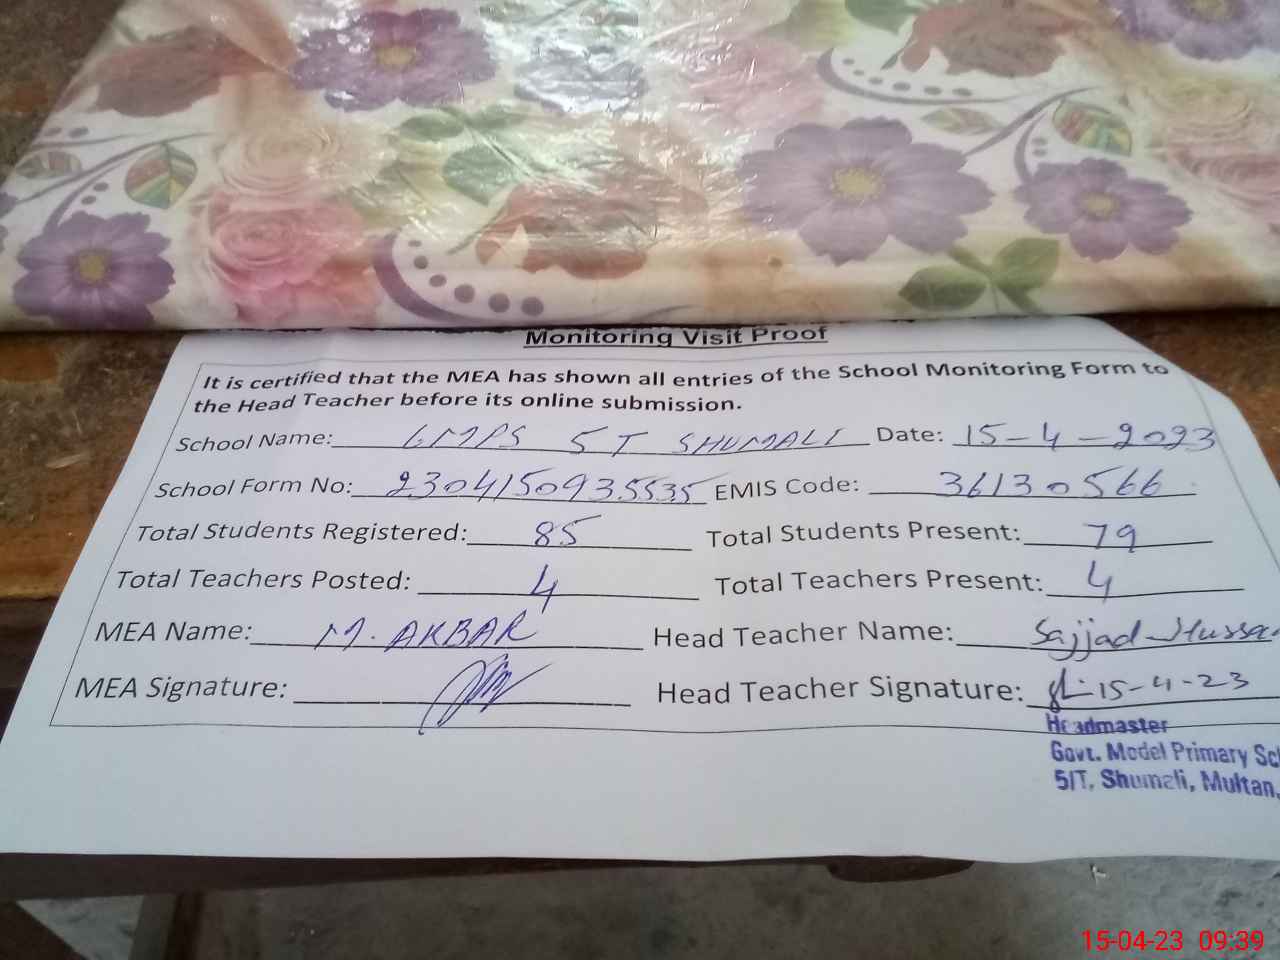 Monitoring Visit Proof
It is certified that the MEA has shown all entries of the School Monitoring Form to
the Head Teacher before its online submission.
School Name: GMPS 5T SHUMALI Date: 15-4-2023
School Form No: 2304150935535 EMIS Code: 36130566
Total Students Registered: 85 Total Students Present: 79
Total Teachers Posted: 4 Total Teachers Present: 4
MEA Name: M. AKBAR Head Teacher Name: Sajjad Hussa
MEA Signature: Head Teacher Signature: 15-4-23
Headmaster
Govt. Model Primary Sc
5/T, Shumali, Multan,
15-04-23 09:39